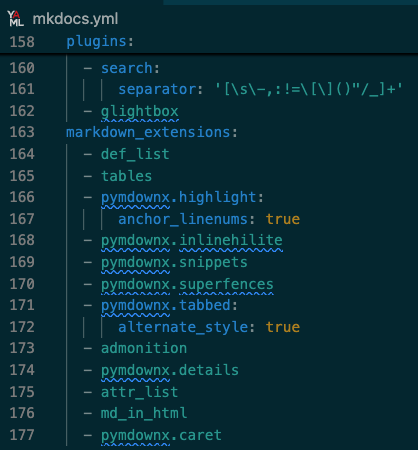 YA
ML mkdocs.yml
158 plugins:
160 - search:
161 separator: '[\s\-,:!=\[\]()"/_]+'
162 - glightbox
163 markdown_extensions:
164 - def_list
165 - tables
166 - pymdownx.highlight:
167 anchor_linenums: true
168 - pymdownx.inlinehilite
169 - pymdownx.snippets
170 - pymdownx.superfences
171 - pymdownx.tabbed:
172 alternate_style: true
173 - admonition
174 - pymdownx.details
175 - attr_list
176 - md_in_html
177 - pymdownx.caret